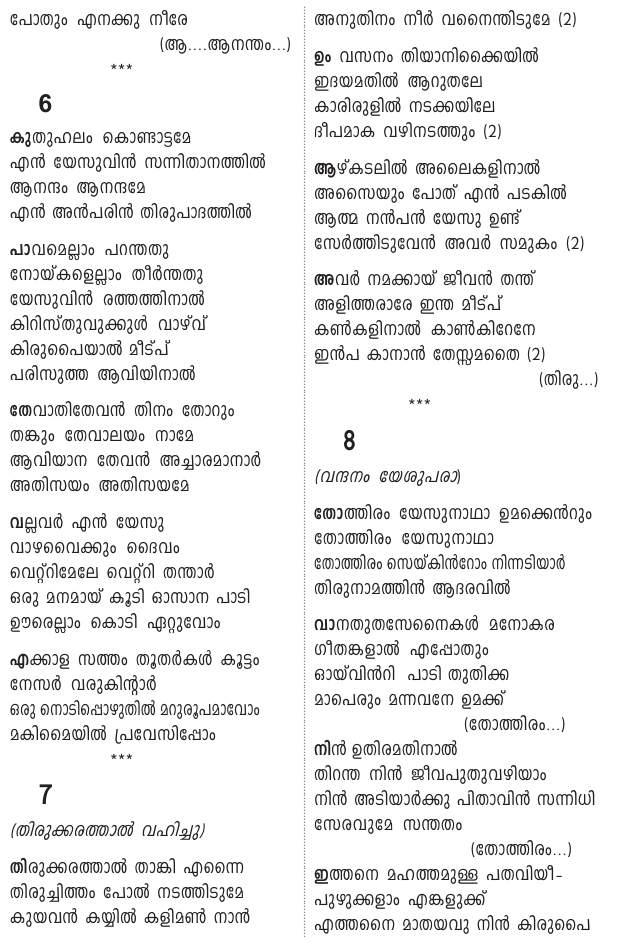 പോതും എനക്കു നീരേ
(ആ....ആനന്തം...)
***
6
കുതുഹലം കൊണ്ടാട്ടമേ
എൻ യേസുവിൻ സന്നിതാനത്തിൽ
ആനന്ദം ആനന്ദമേ
എൻ അൻപരിൻ തിരുപാദത്തിൽ
പാവമെല്ലാം പറന്തതു
നോയ്കളെല്ലാം തീർന്തതു
യേസുവിൻ രത്തത്തിനാൽ
കിറിസ്തുവുക്കുൾ വാഴ്വ്
കിരുപൈയാൽ മീട്പ്
പരിസുത്ത ആവിയിനാൽ
തേവാതിതേവൻ തിനം തോറും
തങ്കും തേവാലയം നാമേ
ആവിയാന തേവൻ അച്ചാരമാനാർ
അതിസയം അതിസയമേ
വല്ലവർ എൻ യേസു
വാഴവൈക്കും ദൈവം
വെറ്റ്റിമേലേ വെറ്റ്റി തന്താർ
ഒരു മനമായ് കൂടി ഓസാന പാടി
ഊരെല്ലാം കൊടി ഏറ്റുവോം
എക്കാള സത്തം തൂതർകൾ കൂട്ടം
നേസർ വരുകിന്റാർ
ഒരു നൊടിപ്പൊഴുതിൽ മറുരൂപമാവോം
മകിമൈയിൽ പ്രവേസിപ്പോം
***
7
(തിരുക്കരത്താൽ വഹിച്ചു)
തിരുക്കരത്താൽ താങ്കി എന്നൈ
തിരുച്ചിത്തം പോൽ നടത്തിടുമേ
കുയവൻ കയ്യിൽ കളിമൺ നാൻ
അനുതിനം നീർ വനൈന്തിടുമേ (2)
ഉം വസനം തിയാനിക്കൈയിൽ
ഇദയമതിൽ ആറുതലേ
കാരിരുളിൽ നടക്കയിലേ
ദീപമാക വഴിനടത്തും (2)
ആഴ്കടലിൽ അലൈകളിനാൽ
അസൈയും പോത് എൻ പടകിൽ
ആത്മ നൻപൻ യേസു ഉണ്ട്
സേർത്തിടുവേൻ അവർ സമുകം (2)
അവർ നമക്കായ് ജീവൻ തന്ത്
അളിത്തരാരേ ഇന്ത മീട്പ്
കൺകളിനാൽ കാൺകിറേനേ
ഇൻപ കാനാൻ തേസ്സമതൈ (2)
(തിരു...)
***
8
(വന്ദനം യേശുപരാ)
തോത്തിരം യേസുനാഥാ ഉമക്കെൻറും
തോത്തിരം യേസുനാഥാ
തോത്തിരം സെയ്കിൻറോം നിന്നടിയാർ
തിരുനാമത്തിൻ ആദരവിൽ
വാനതുതസേനൈകൾ മനോകര
ഗീതങ്കളാൽ എപ്പോതും
ഓയ്വിൻറി പാടി തുതിക്ക
മാപെരും മന്നവനേ ഉമക്ക്
(തോത്തിരം...)
നിൻ ഉതിരമതിനാൽ
തിറന്ത നിൻ ജീവപുതുവഴിയാം
നിൻ അടിയാർക്കു പിതാവിൻ സന്നിധി
സേരവുമേ സന്തതം
(തോത്തിരം...)
ഇത്തനെ മഹത്തമുള്ള പതവിയീ-
പുഴുക്കളാം എങ്കളുക്ക്
എത്തനൈ മാതയവു നിൻ കിരുപൈ